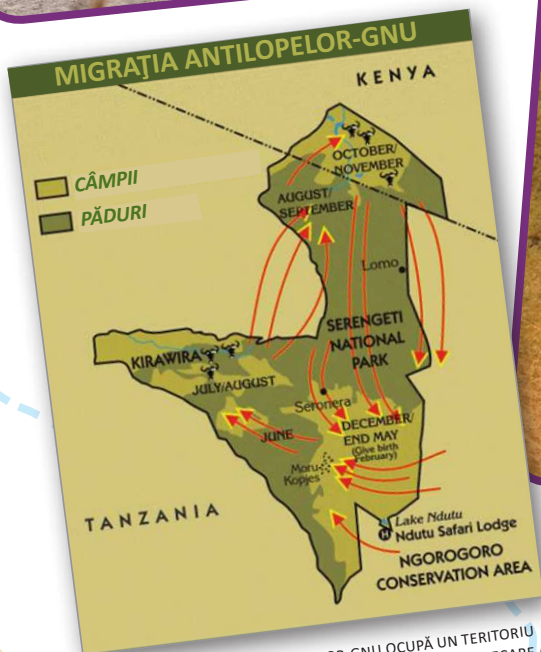 MIGRAŢIA ANTILOPELOR-GNU
KENYA
CÂMPII
PĂDURI
OCTOBER/
NOVEMBER
AUGUST/
SEPTEMBER
Lomo
SERENGETI
NATIONAL
PARK
KIRAWIRA
JULY/AUGUST
Seronera
DECEMBER/
END MAY
(Give birth
February)
JUNE
Moru
Kopjes
TANZANIA
Lake Ndutu
H Ndutu Safari Lodge
NGOROGORO
CONSERVATION AREA
GNU OCUPĂ UN TERITORIU